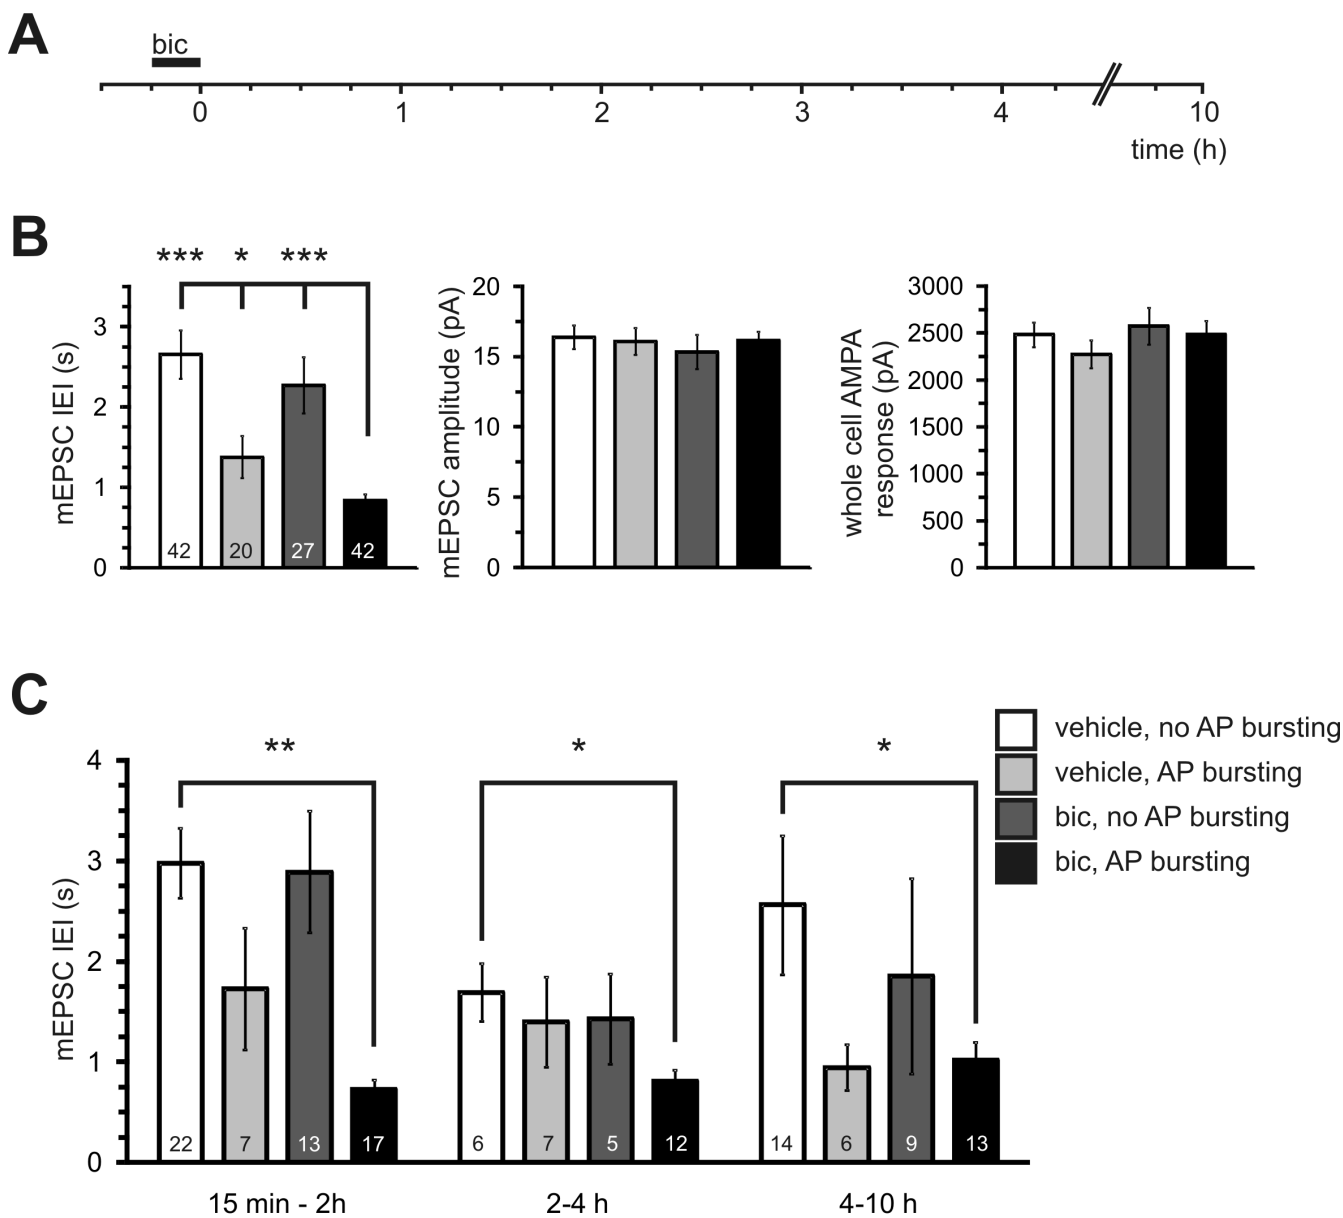 A
bic
0 1 2 3 4 10
time (h)
B
*** * ***
mEPSC IEI (s)
3
2
1
0
42 20 27 42
mEPSC amplitude (pA)
20
15
10
5
0
whole cell AMPA
response (pA)
3000
2500
2000
1500
1000
500
0
C
vehicle, no AP bursting
vehicle, AP bursting
bic, no AP bursting
bic, AP bursting
** * *
mEPSC IEI (s)
4
3
2
1
0
22 7 13 17 6 7 5 12 14 6 9 13
15 min - 2h 2-4 h 4-10 h